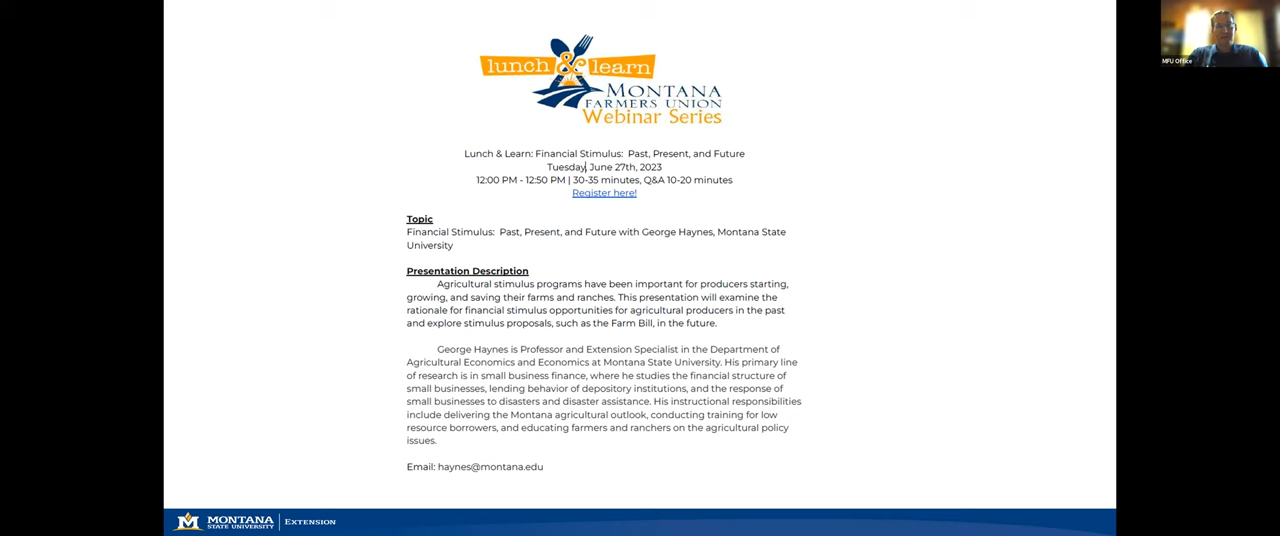 lunch & learn
MONTANA
FARMERS UNION
Webinar Series
MFU Office
Lunch & Learn: Financial Stimulus: Past, Present, and Future
Tuesday, June 27th, 2023
12:00 PM - 12:50 PM | 30-35 minutes, Q&A 10-20 minutes
Register here!
Topic
Financial Stimulus: Past, Present, and Future with George Haynes, Montana State
University
Presentation Description
Agricultural stimulus programs have been important for producers starting,
growing, and saving their farms and ranches. This presentation will examine the
rationale for financial stimulus opportunities for agricultural producers in the past
and explore stimulus proposals, such as the Farm Bill, in the future.
George Haynes is Professor and Extension Specialist in the Department of
Agricultural Economics and Economics at Montana State University. His primary line
of research is in small business finance, where he studies the financial structure of
small businesses, lending behavior of depository institutions, and the response of
small businesses to disasters and disaster assistance. His instructional responsibilities
include delivering the Montana agricultural outlook, conducting training for low
resource borrowers, and educating farmers and ranchers on the agricultural policy
issues.
Email: haynes@montana.edu
MONTANA
STATE UNIVERSITY
EXTENSION